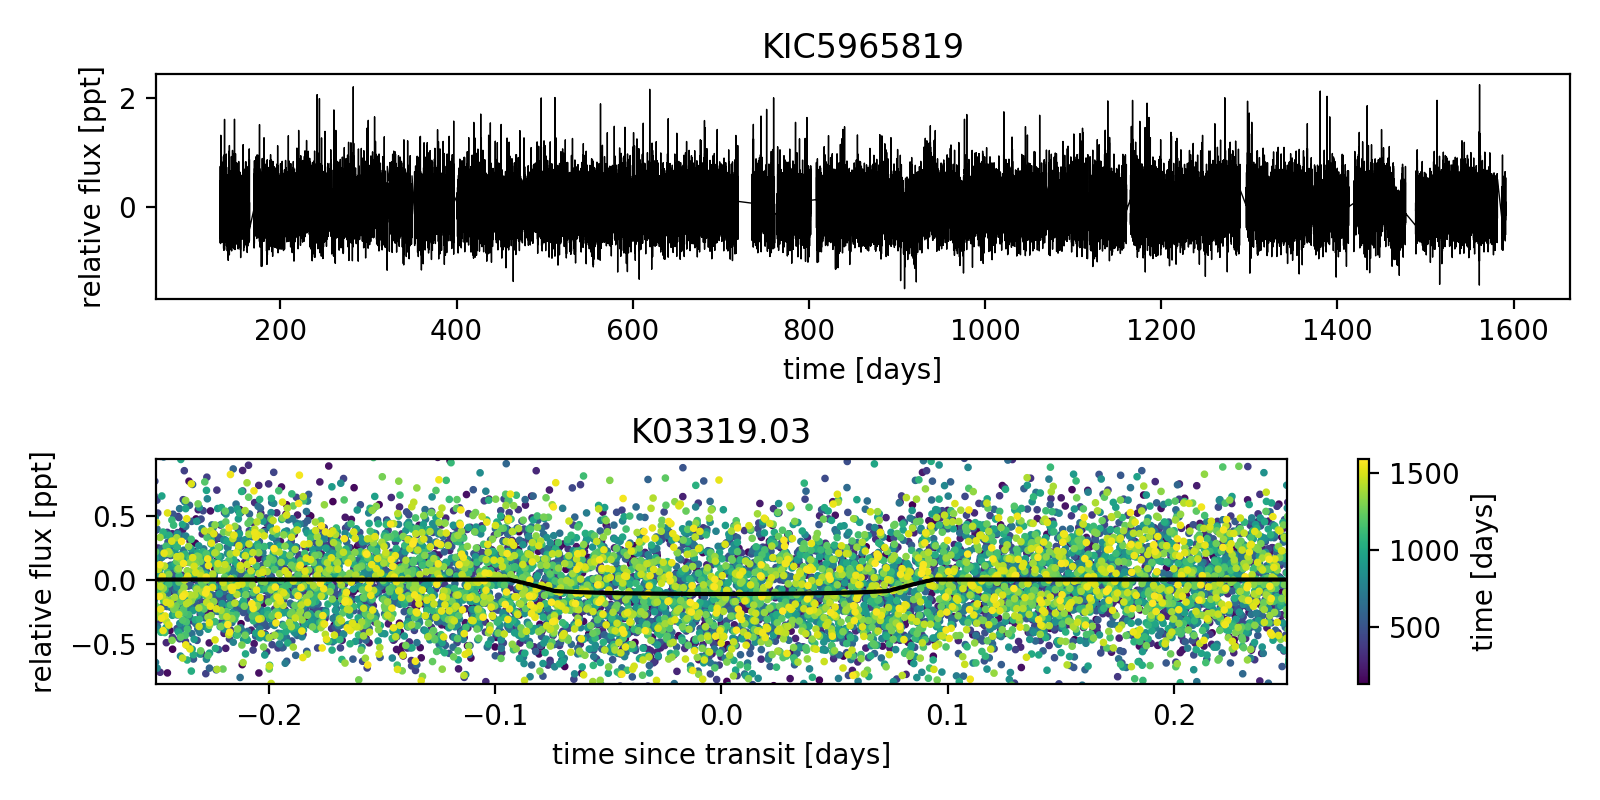 KIC5965819
relative flux [ppt]
2
0
200 400 600 800 1000 1200 1400 1600
time [days]
K03319.03
relative flux [ppt]
0.5
0.0
−0.5
−0.2 −0.1 0.0 0.1 0.2
time since transit [days]
1500
1000
500
time [days]